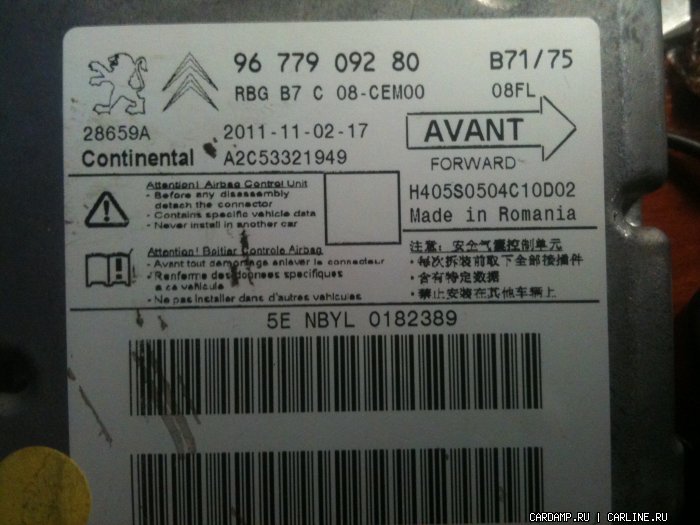 96 779 092 80 B71/75
RBG B7 C 08-CEM00 08FL
28659A 2011-11-02-17 AVANT
Continental A2C53321949 FORWARD
Attention! Airbag Control Unit
- Before any disassembly
detach the connector
- Contains specific vehicle data
- Never install in another car
H405S0504C10D02
Made in Romania
Attention! Boitier Controle Airbag
- Avant tout demontage enlever le connecteur
- Renferme des donnees specifiques
a ce vehicule
- Ne pas installer dans d'autres vehicules
注意: 安全气囊控制单元
• 每次拆装前取下全部接插件
• 含有特定数据
• 禁止安装在其他车辆上
5E NBYL 0182389
CARDAMP.RU | CARLINE.RU